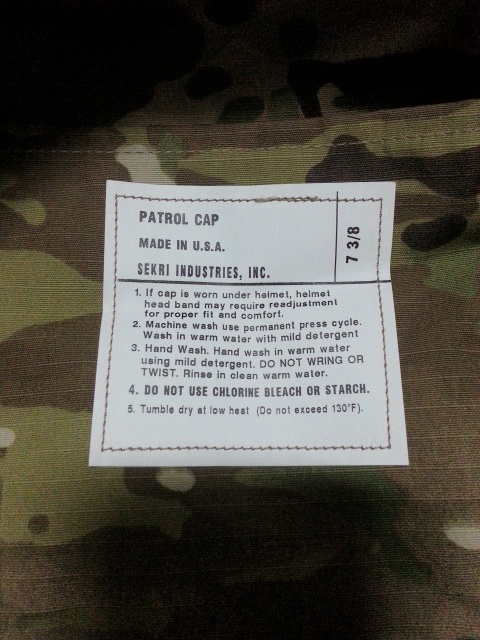 PATROL CAP
MADE IN U.S.A.
SEKRI INDUSTRIES, INC.
7 3/8
1. If cap is worn under helmet, helmet
head band may require readjustment
for proper fit and comfort.
2. Machine wash use permanent press cycle.
Wash in warm water with mild detergent
3. Hand Wash. Hand wash in warm water
using mild detergent. DO NOT WRING OR
TWIST. Rinse in clean warm water.
4. DO NOT USE CHLORINE BLEACH OR STARCH.
5. Tumble dry at low heat (Do not exceed 130°F).